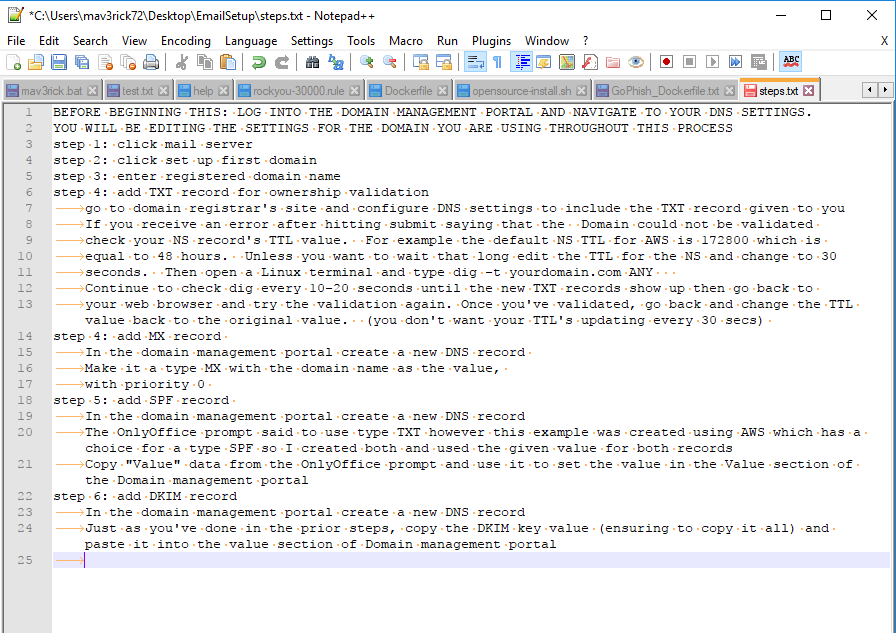 *C:\Users\mav3rick72\Desktop\EmailSetup\steps.txt - Notepad++
File Edit Search View Encoding Language Settings Tools Macro Run Plugins Window ? X
ABC
mav3rick.bat test.txt help rockyou-30000.rule Dockerfile opensource-install.sh GoPhish_Dockerfile.txt steps.txt
1 BEFORE BEGINNING THIS: LOG INTO THE DOMAIN MANAGEMENT PORTAL AND NAVIGATE TO YOUR DNS SETTINGS.
2 YOU WILL BE EDITING THE SETTINGS FOR THE DOMAIN YOU ARE USING THROUGHOUT THIS PROCESS
3 step 1: click mail server
4 step 2: click set up first domain
5 step 3: enter registered domain name
6 step 4: add TXT record for ownership validation
7 go to domain registrar's site and configure DNS settings to include the TXT record given to you
8 If you receive an error after hitting submit saying that the  Domain could not be validated
9 check your NS record's TTL value.  For example the default NS TTL for AWS is 172800 which is
10 equal to 48 hours.  Unless you want to wait that long edit the TTL for the NS and change to 30
11 seconds.  Then open a Linux terminal and type dig -t yourdomain.com ANY
12 Continue to check dig every 10-20 seconds until the new TXT records show up then go back to
13 your web browser and try the validation again. Once you've validated, go back and change the TTL
value back to the original value.  (you don't want your TTL's updating every 30 secs)
14 step 4: add MX record
15 In the domain management portal create a new DNS record
16 Make it a type MX with the domain name as the value,
17 with priority 0
18 step 5: add SPF record
19 In the domain management portal create a new DNS record
20 The OnlyOffice prompt said to use type TXT however this example was created using AWS which has a
choice for a type SPF so I created both and used the given value for both records
21 Copy "Value" data from the OnlyOffice prompt and use it to set the value in the Value section of
the Domain management portal
22 step 6: add DKIM record
23 In the domain management portal create a new DNS record
24 Just as you've done in the prior steps, copy the DKIM key value (ensuring to copy it all) and
paste it into the value section of Domain management portal
25